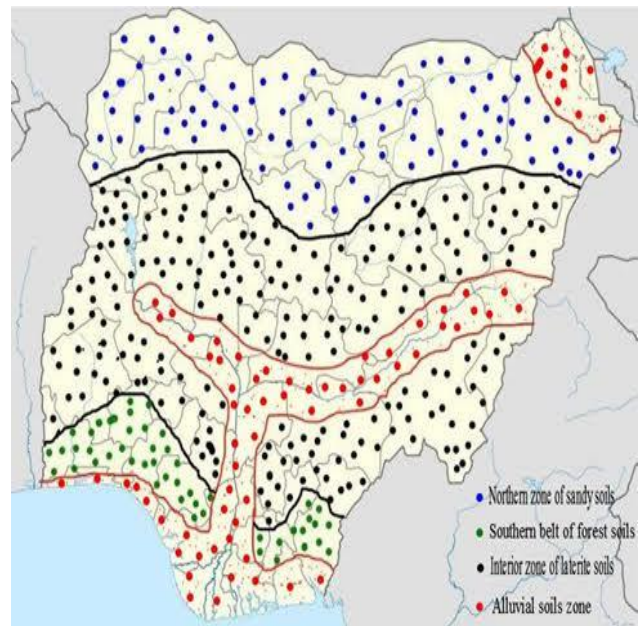 Northern zone of sandy soils
Southern belt of forest soils
Interior zone of laterite soils
Alluvial soils zone